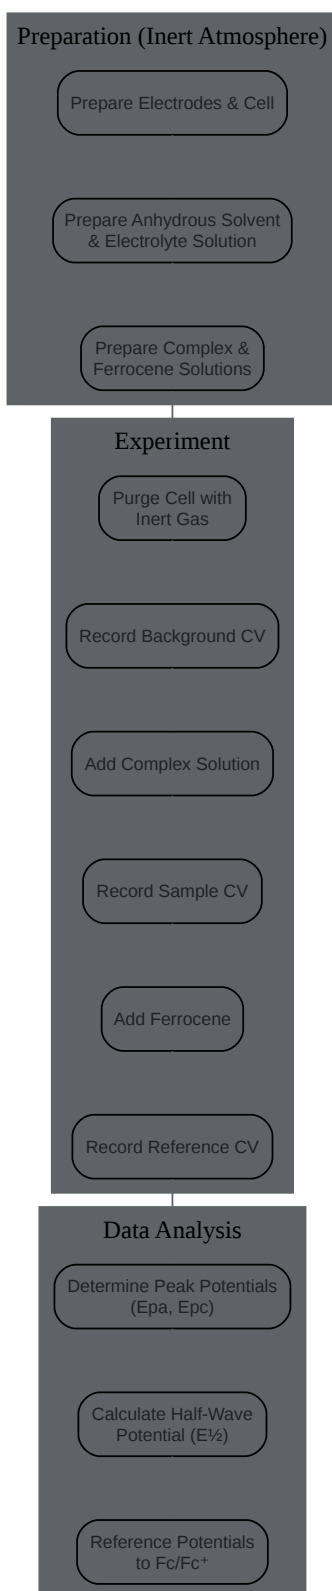 Preparation (Inert Atmosphere)
Prepare Electrodes & Cell
Prepare Anhydrous Solvent
& Electrolyte Solution
Prepare Complex &
Ferrocene Solutions
Experiment
Purge Cell with
Inert Gas
Record Background CV
Add Complex Solution
Record Sample CV
Add Ferrocene
Record Reference CV
Data Analysis
Determine Peak Potentials
(Epa, Epc)
Calculate Half-Wave
Potential (E½)
Reference Potentials
to Fc/Fc⁺